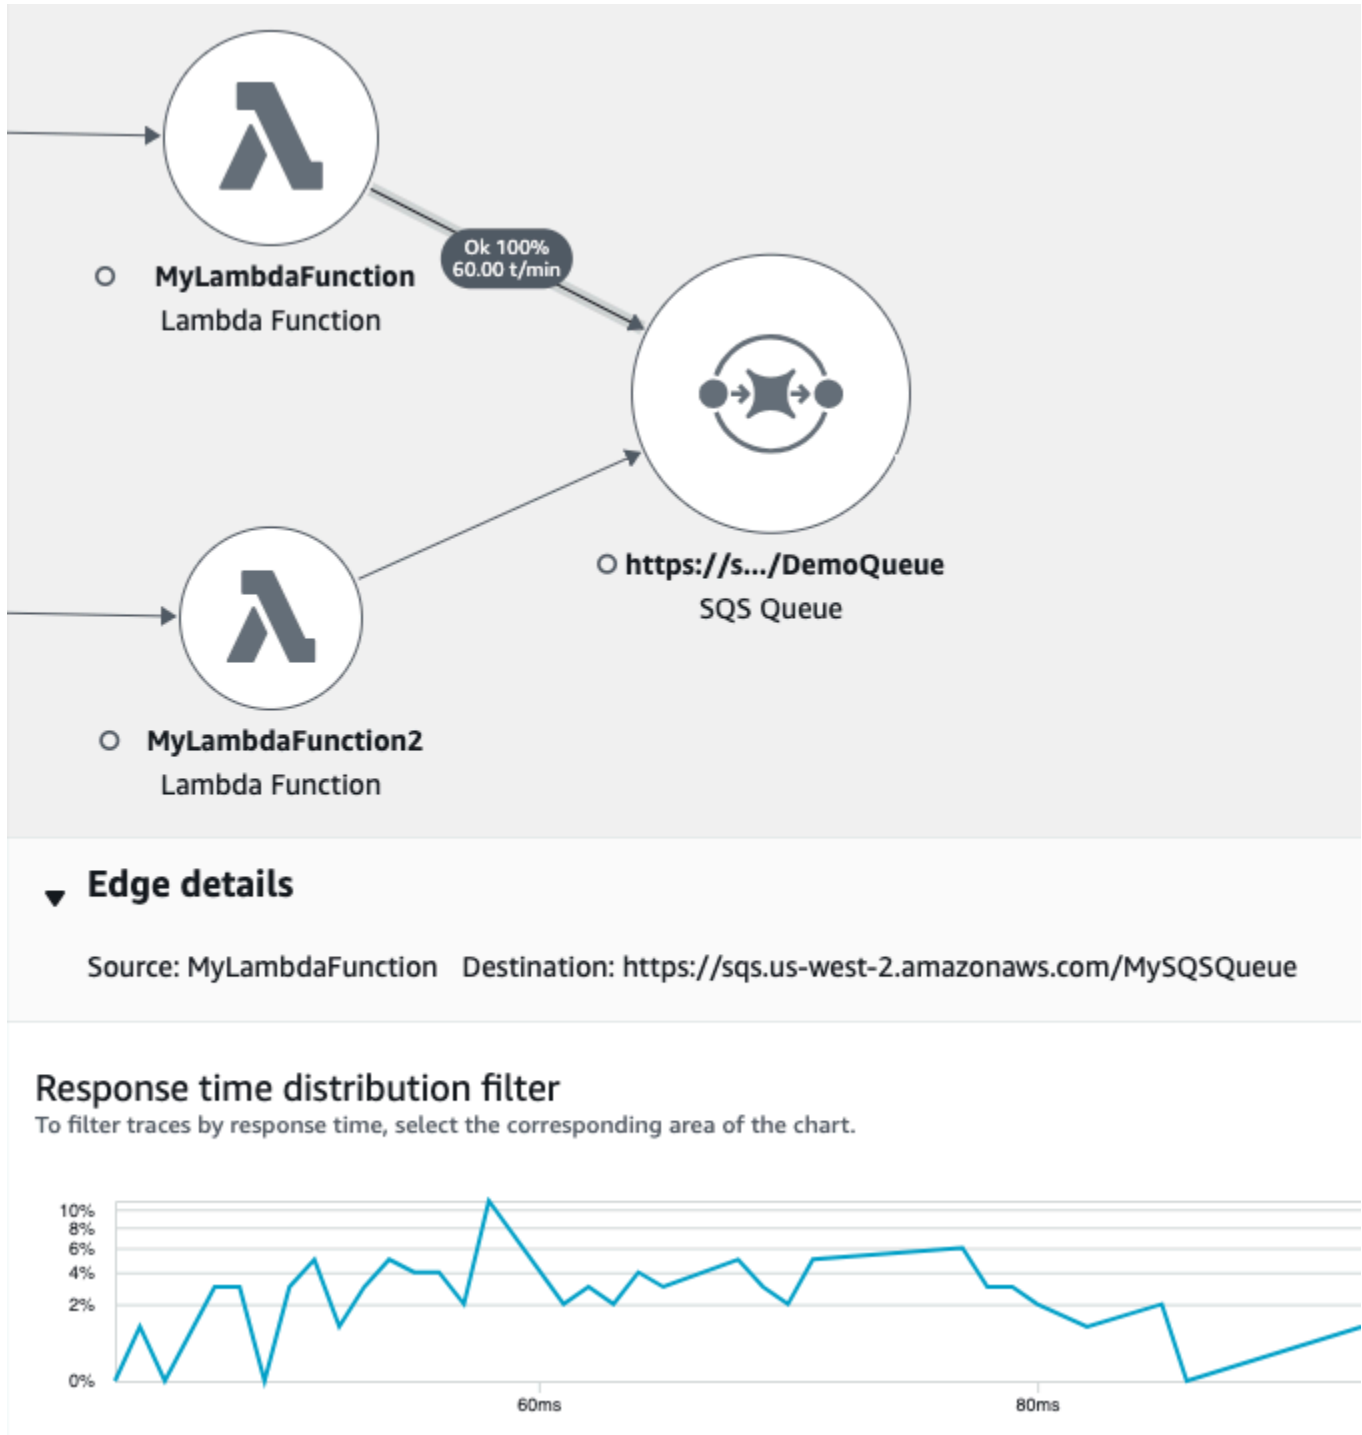 Ok 100%
60.00 t/min
MyLambdaFunction
Lambda Function
https://s.../DemoQueue
SQS Queue
MyLambdaFunction2
Lambda Function
Edge details
Source: MyLambdaFunction Destination: https://sqs.us-west-2.amazonaws.com/MySQSQueue
Response time distribution filter
To filter traces by response time, select the corresponding area of the chart.
10%
8%
6%
4%
2%
0%
60ms 80ms